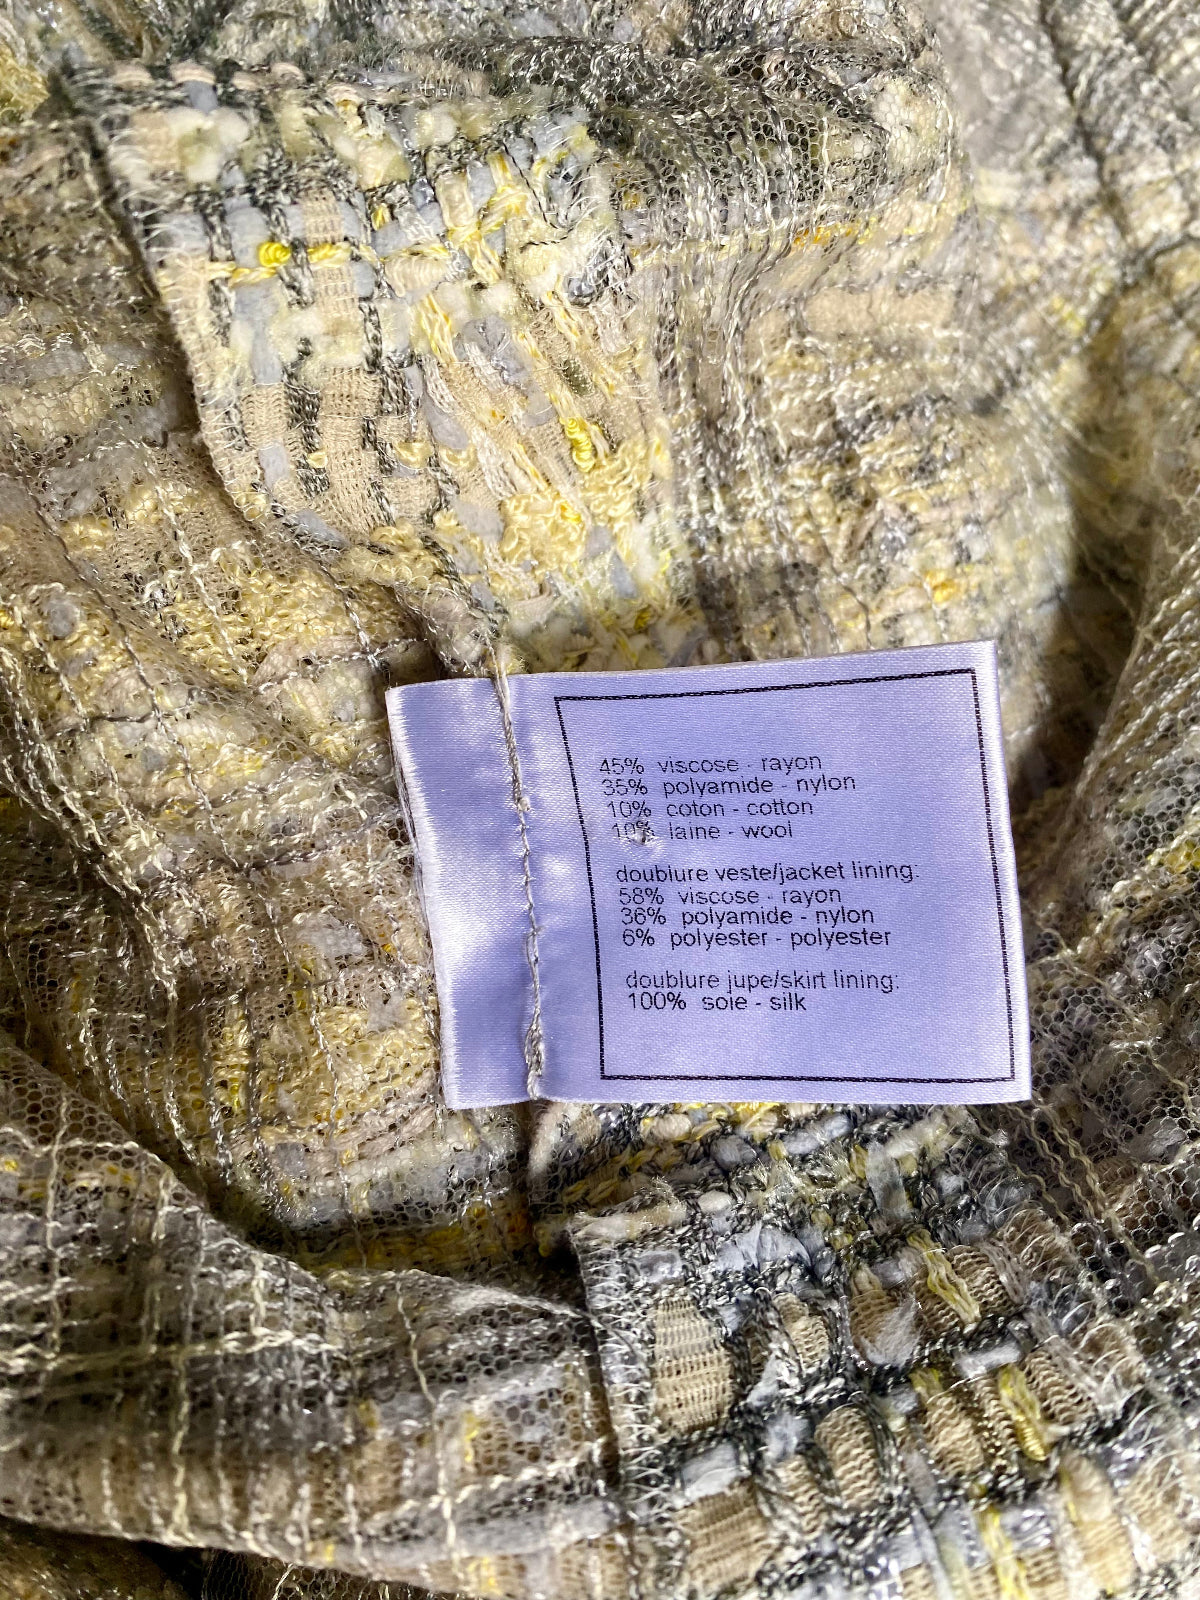 45% viscose - rayon
35% polyamide - nylon
10% coton - cotton
10% laine - wool
doublure veste/jacket lining:
58% viscose - rayon
36% polyamide - nylon
6% polyester - polyester
doublure jupe/skirt lining:
100% soie - silk